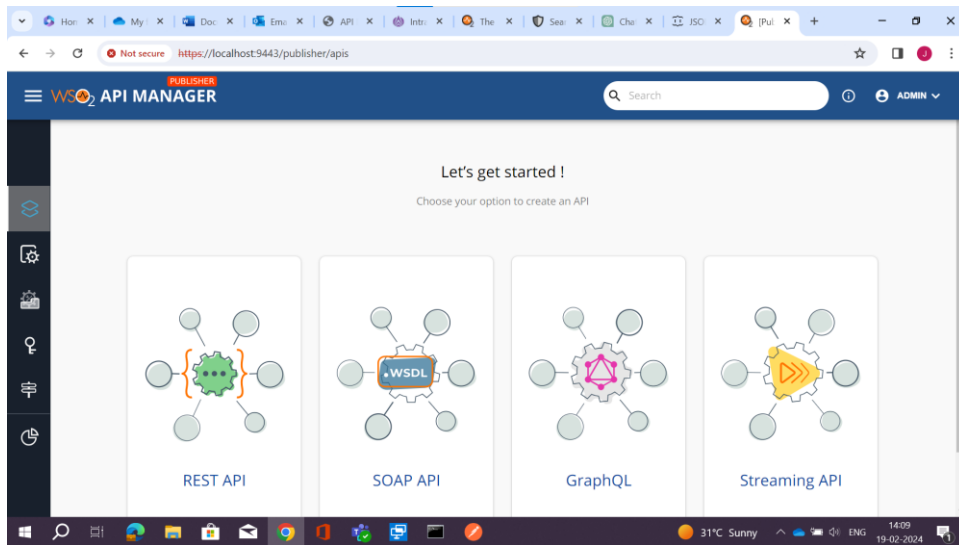 Hon
My
Doc
Ema
API
Intr
The
Sea
Cha
JSO
[Pul
Not secure https://localhost:9443/publisher/apis
J
PUBLISHER
WSO2 API MANAGER
Search
ADMIN
Let's get started !
Choose your option to create an API
.WSDL
REST API
SOAP API
GraphQL
Streaming API
31°C Sunny
ENG
14:09
19-02-2024
1